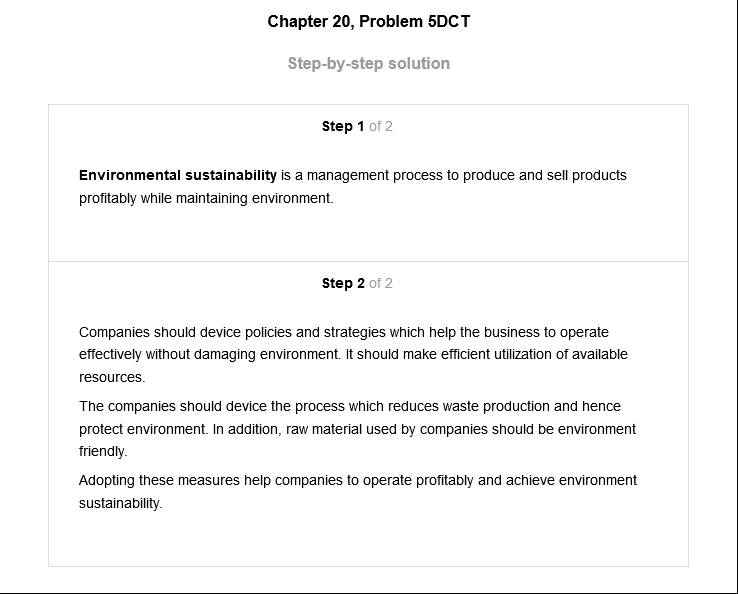 Chapter 20, Problem 5DCT
Step-by-step solution
Step 1 of 2
Environmental sustainability is a management process to produce and sell products
profitably while maintaining environment.
Step 2 of 2
Companies should device policies and strategies which help the business to operate
effectively without damaging environment. It should make efficient utilization of available
resources.
The companies should device the process which reduces waste production and hence
protect environment. In addition, raw material used by companies should be environment
friendly.
Adopting these measures help companies to operate profitably and achieve environment
sustainability.